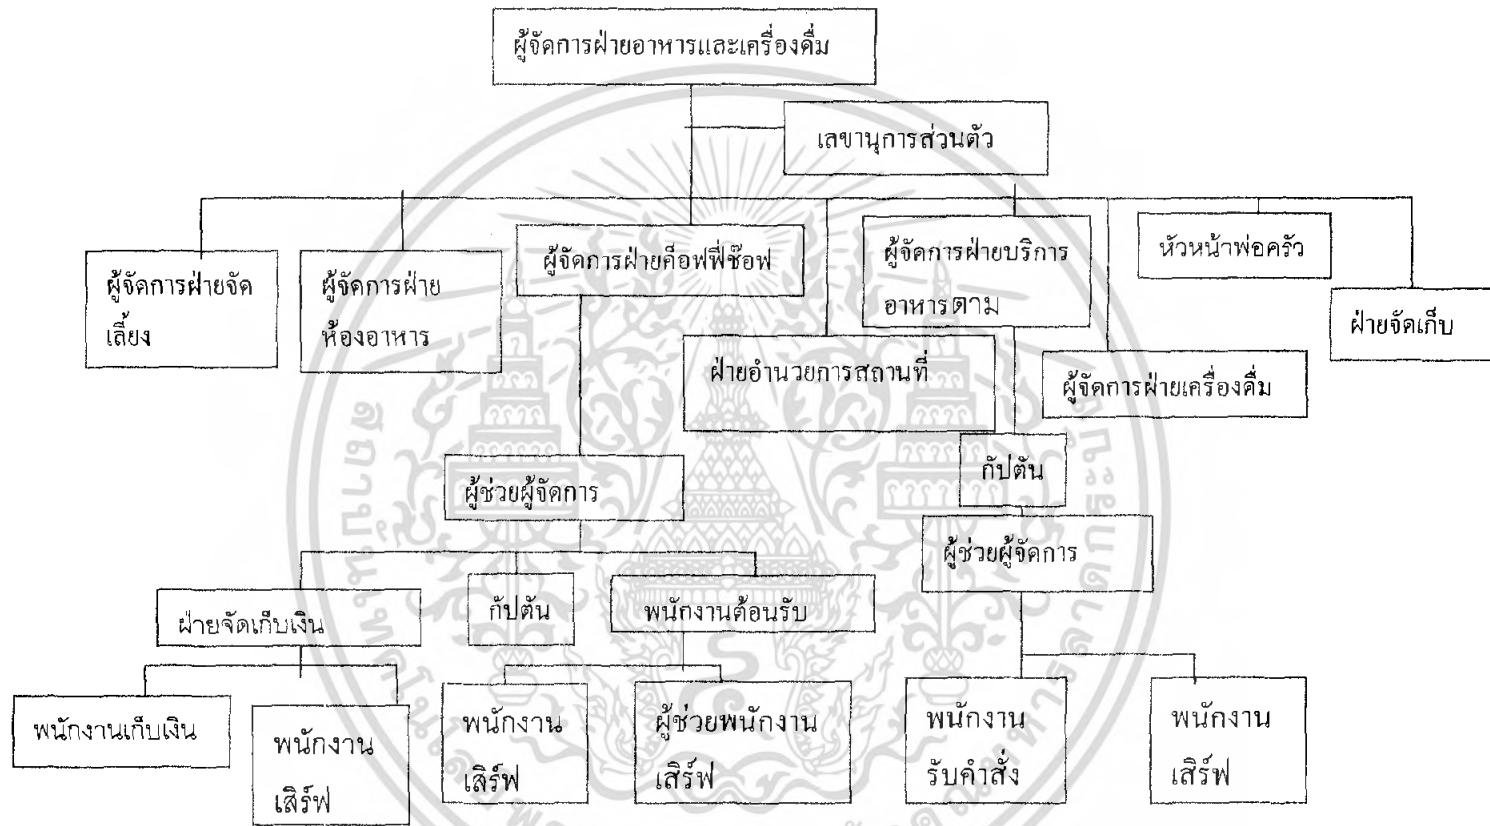 ผู้จัดการฝ่ายอาหารและเครื่องดื่ม
เลขานุการส่วนตัว
ผู้จัดการฝ่ายจัด
เลี้ยง
ผู้จัดการฝ่าย
ห้องอาหาร
ผู้จัดการฝ่ายค็อฟฟี่ช๊อฟ
ฝ่ายอำนวยการสถานที่
ผู้จัดการฝ่ายบริการ
อาหารตาม
ผู้จัดการฝ่ายเครื่องดื่ม
หัวหน้าพ่อครัว
ฝ่ายจัดเก็บ
ผู้ช่วยผู้จัดการ
กัปตัน
ผู้ช่วยผู้จัดการ
ฝ่ายจัดเก็บเงิน
กัปตัน
พนักงานต้อนรับ
พนักงานเก็บเงิน
พนักงาน
เสิร์ฟ
พนักงาน
เสิร์ฟ
ผู้ช่วยพนักงาน
เสิร์ฟ
พนักงาน
รับคำสั่ง
พนักงาน
เสิร์ฟ